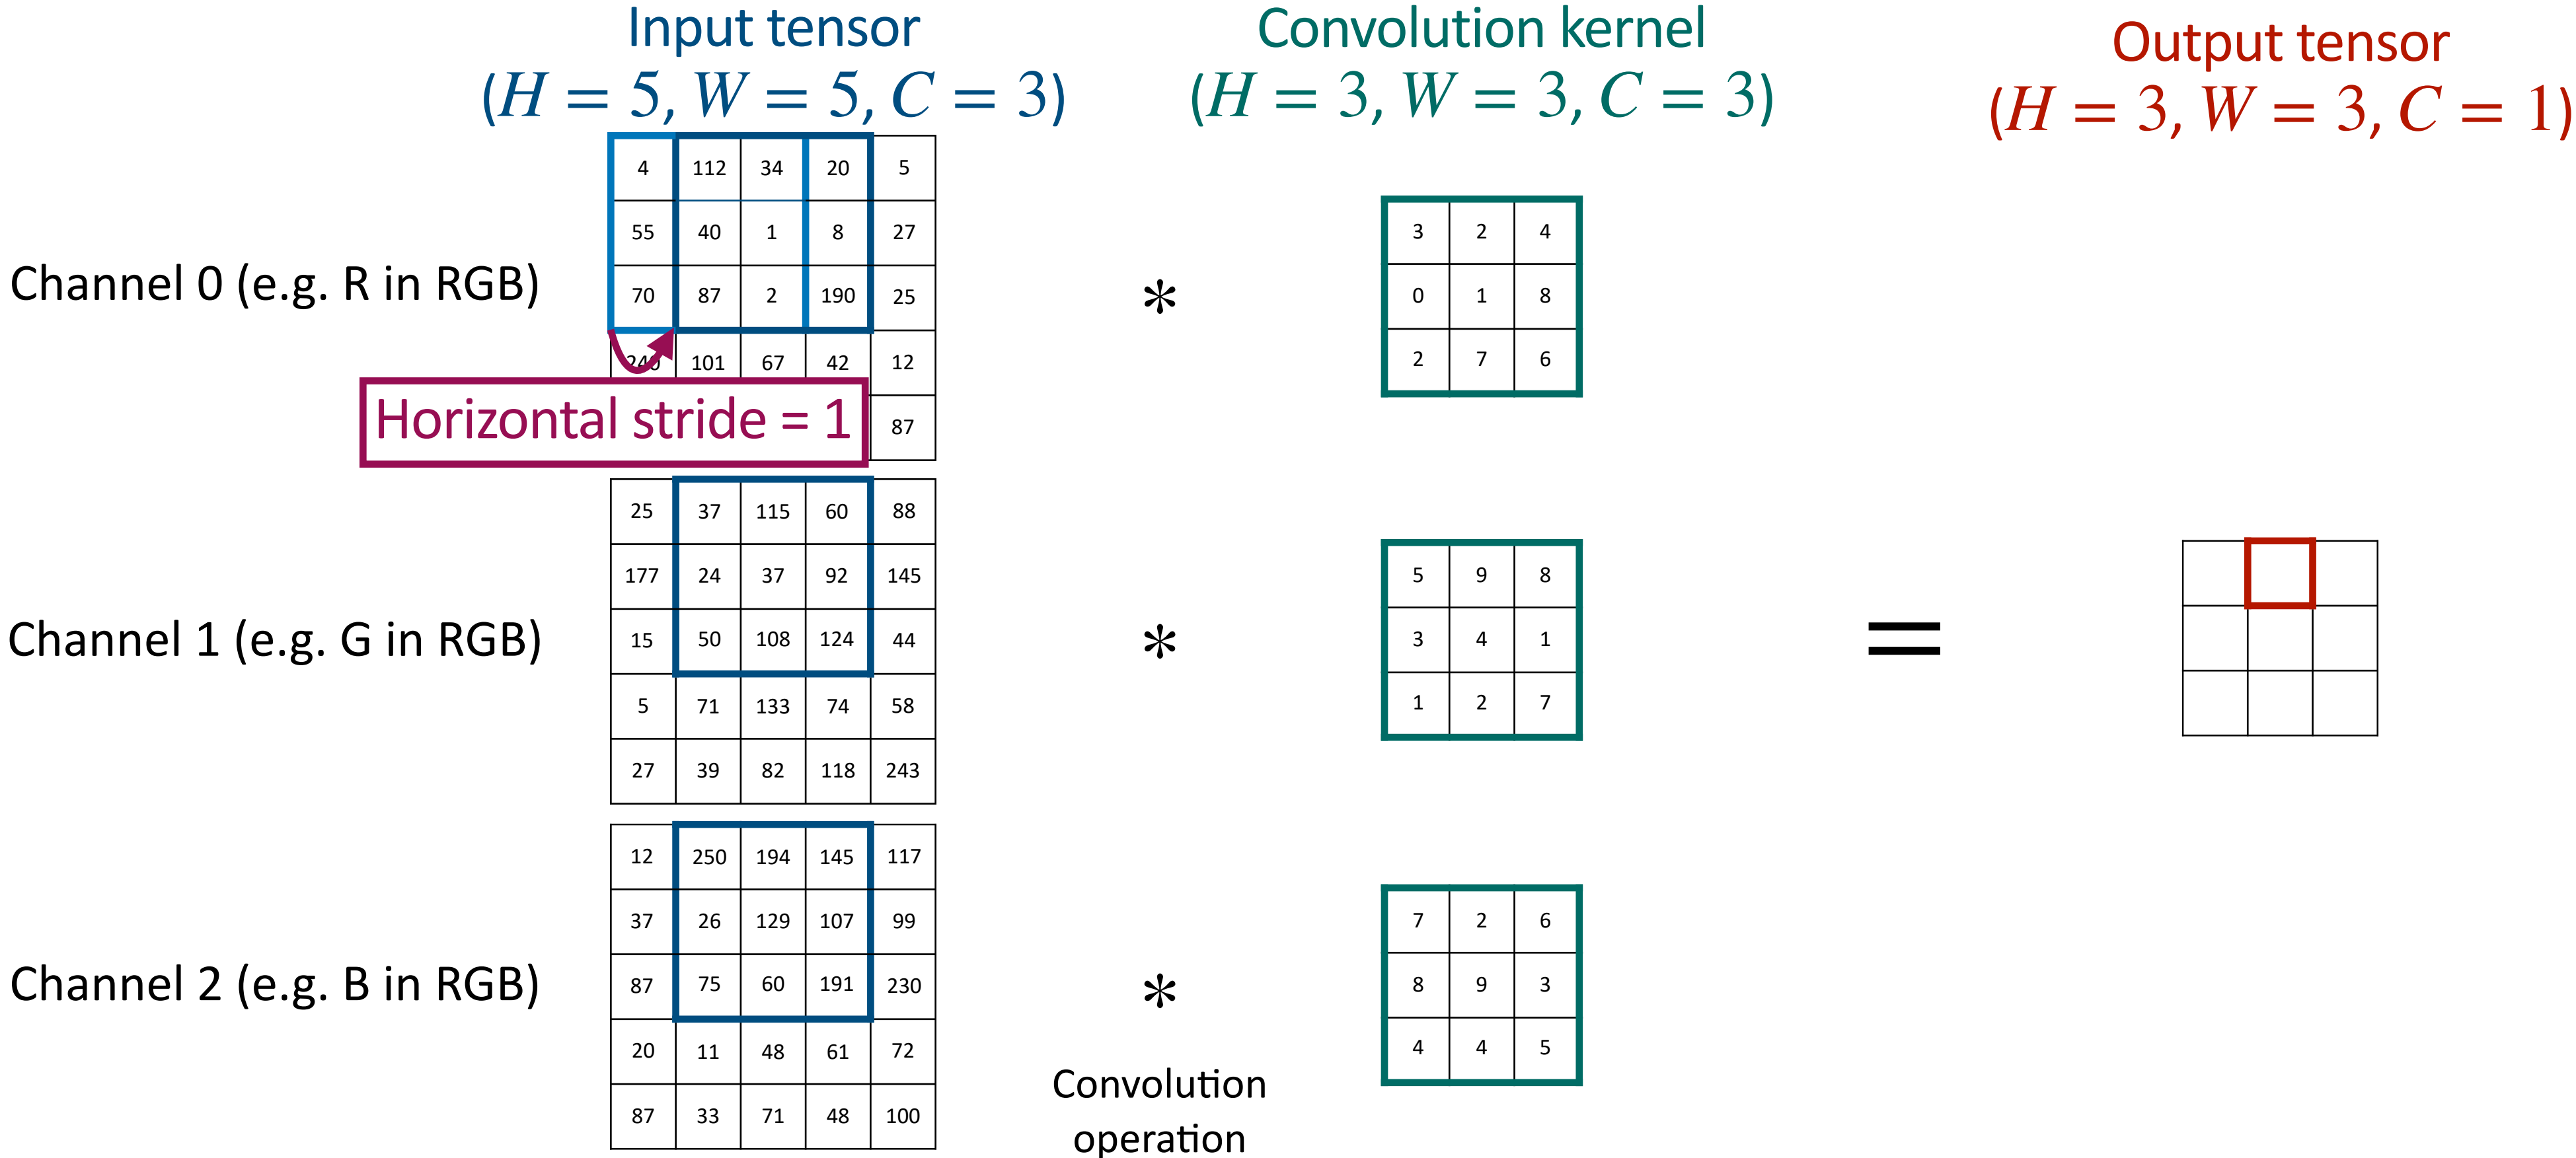 Input tensor
(H = 5, W = 5, C = 3)
Convolution kernel
(H = 3, W = 3, C = 3)
Output tensor
(H = 3, W = 3, C = 1)
Channel 0 (e.g. R in RGB)
4 112 34 20 5
55 40 1 8 27
70 87 2 190 25
240 101 67 42 12
87
Horizontal stride = 1
*
3 2 4
0 1 8
2 7 6
Channel 1 (e.g. G in RGB)
25 37 115 60 88
177 24 37 92 145
15 50 108 124 44
5 71 133 74 58
27 39 82 118 243
*
5 9 8
3 4 1
1 2 7
=
Channel 2 (e.g. B in RGB)
12 250 194 145 117
37 26 129 107 99
87 75 60 191 230
20 11 48 61 72
87 33 71 48 100
*
Convolution
operation
7 2 6
8 9 3
4 4 5